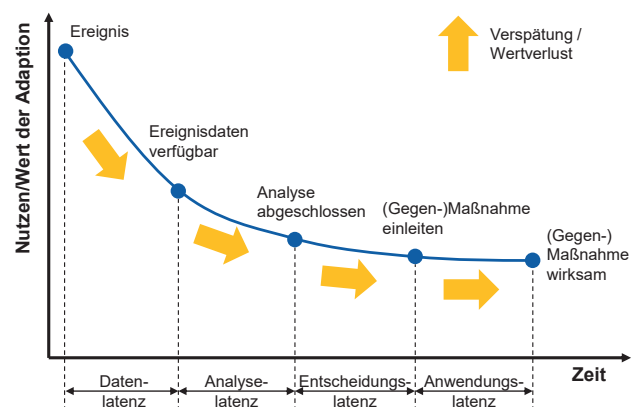 Nutzen/Wert der Adaption
Ereignis
Verspätung /
Wertverlust
Ereignisdaten
verfügbar
Analyse
abgeschlossen
(Gegen-)Maßnahme
einleiten
(Gegen-)
Maßnahme
wirksam
Zeit
Daten-
latenz
Analyse-
latenz
Entscheidungs-
latenz
Anwendungs-
latenz